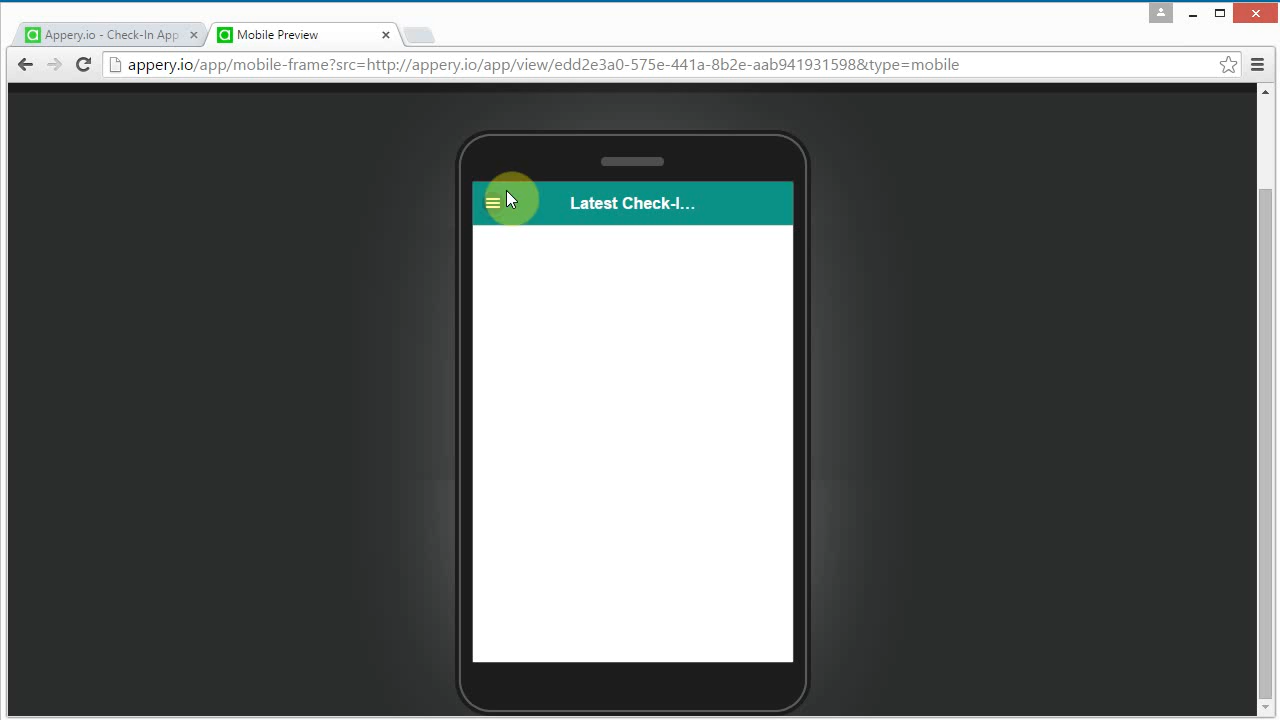 Appery.io - Check-In App
Mobile Preview
appery.io/app/mobile-frame?src=http://appery.io/app/view/edd2e3a0-575e-441a-8b2e-aab941931598&type=mobile
Latest Check-I...